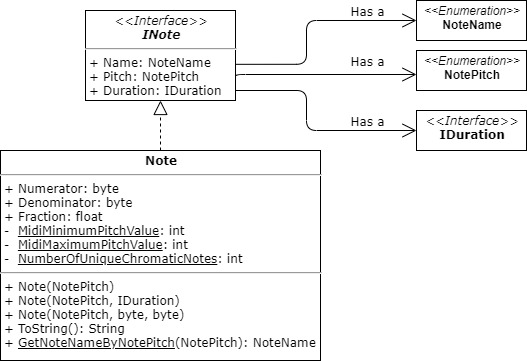 <<Interface>>
INote
+ Name: NoteName
+ Pitch: NotePitch
+ Duration: IDuration
Has a
<<Enumeration>>
NoteName
Has a
<<Enumeration>>
NotePitch
Has a
<<Interface>>
IDuration
Note
+ Numerator: byte
+ Denominator: byte
+ Fraction: float
- MidiMinimumPitchValue: int
- MidiMaximumPitchValue: int
- NumberOfUniqueChromaticNotes: int
+ Note(NotePitch)
+ Note(NotePitch, IDuration)
+ Note(NotePitch, byte, byte)
+ ToString(): String
+ GetNoteNameByNotePitch(NotePitch): NoteName